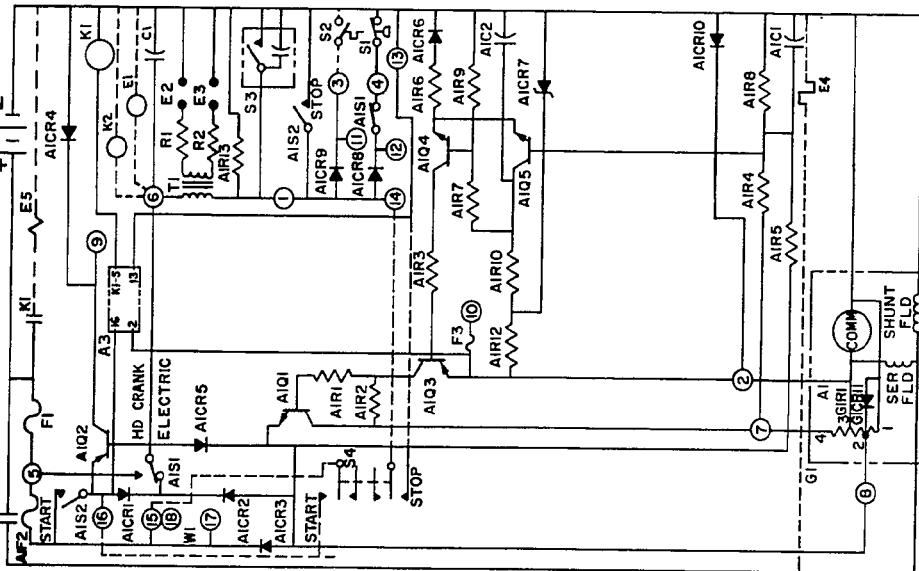 +
E5
K1
F1
5
AIF2
START
AIS2
K1
AICR4
9
K2
E1
C1
6
T1
E2
E3
R1
R2
AIR13
S3
AIS2
STOP
1
S2
3
11
AICR9
S1
4
AIS1
12
AICR8
14
13
AICR6
AIR6
AIQ4
AIR3
AIR9
AIR7
AIC2
AIQ5
AIR10
AIR12
AICR7
10
F3
AICR10
AIC1
AIR8
AIR4
AIR5
E4
A3
16
K1-S
13
2
HD CRANK
ELECTRIC
AIS1
AIQ2
AICR5
AIQ1
AIR1
AIR2
AIQ3
16
AICR1
15
18
W1
17
AICR2
AICR3
START
S4
STOP
2
7
A1
COMM
SHUNT
FLD
SER
FLD
3
GIR1
GICR11
4
2
1
G1
8